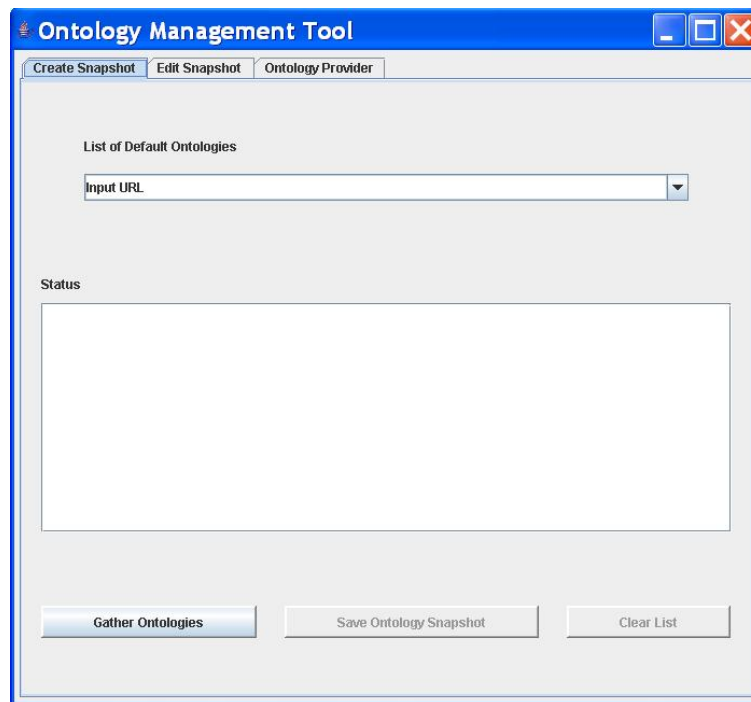 Ontology Management Tool
Create Snapshot Edit Snapshot Ontology Provider
List of Default Ontologies
Input URL
Status
Gather Ontologies Save Ontology Snapshot Clear List